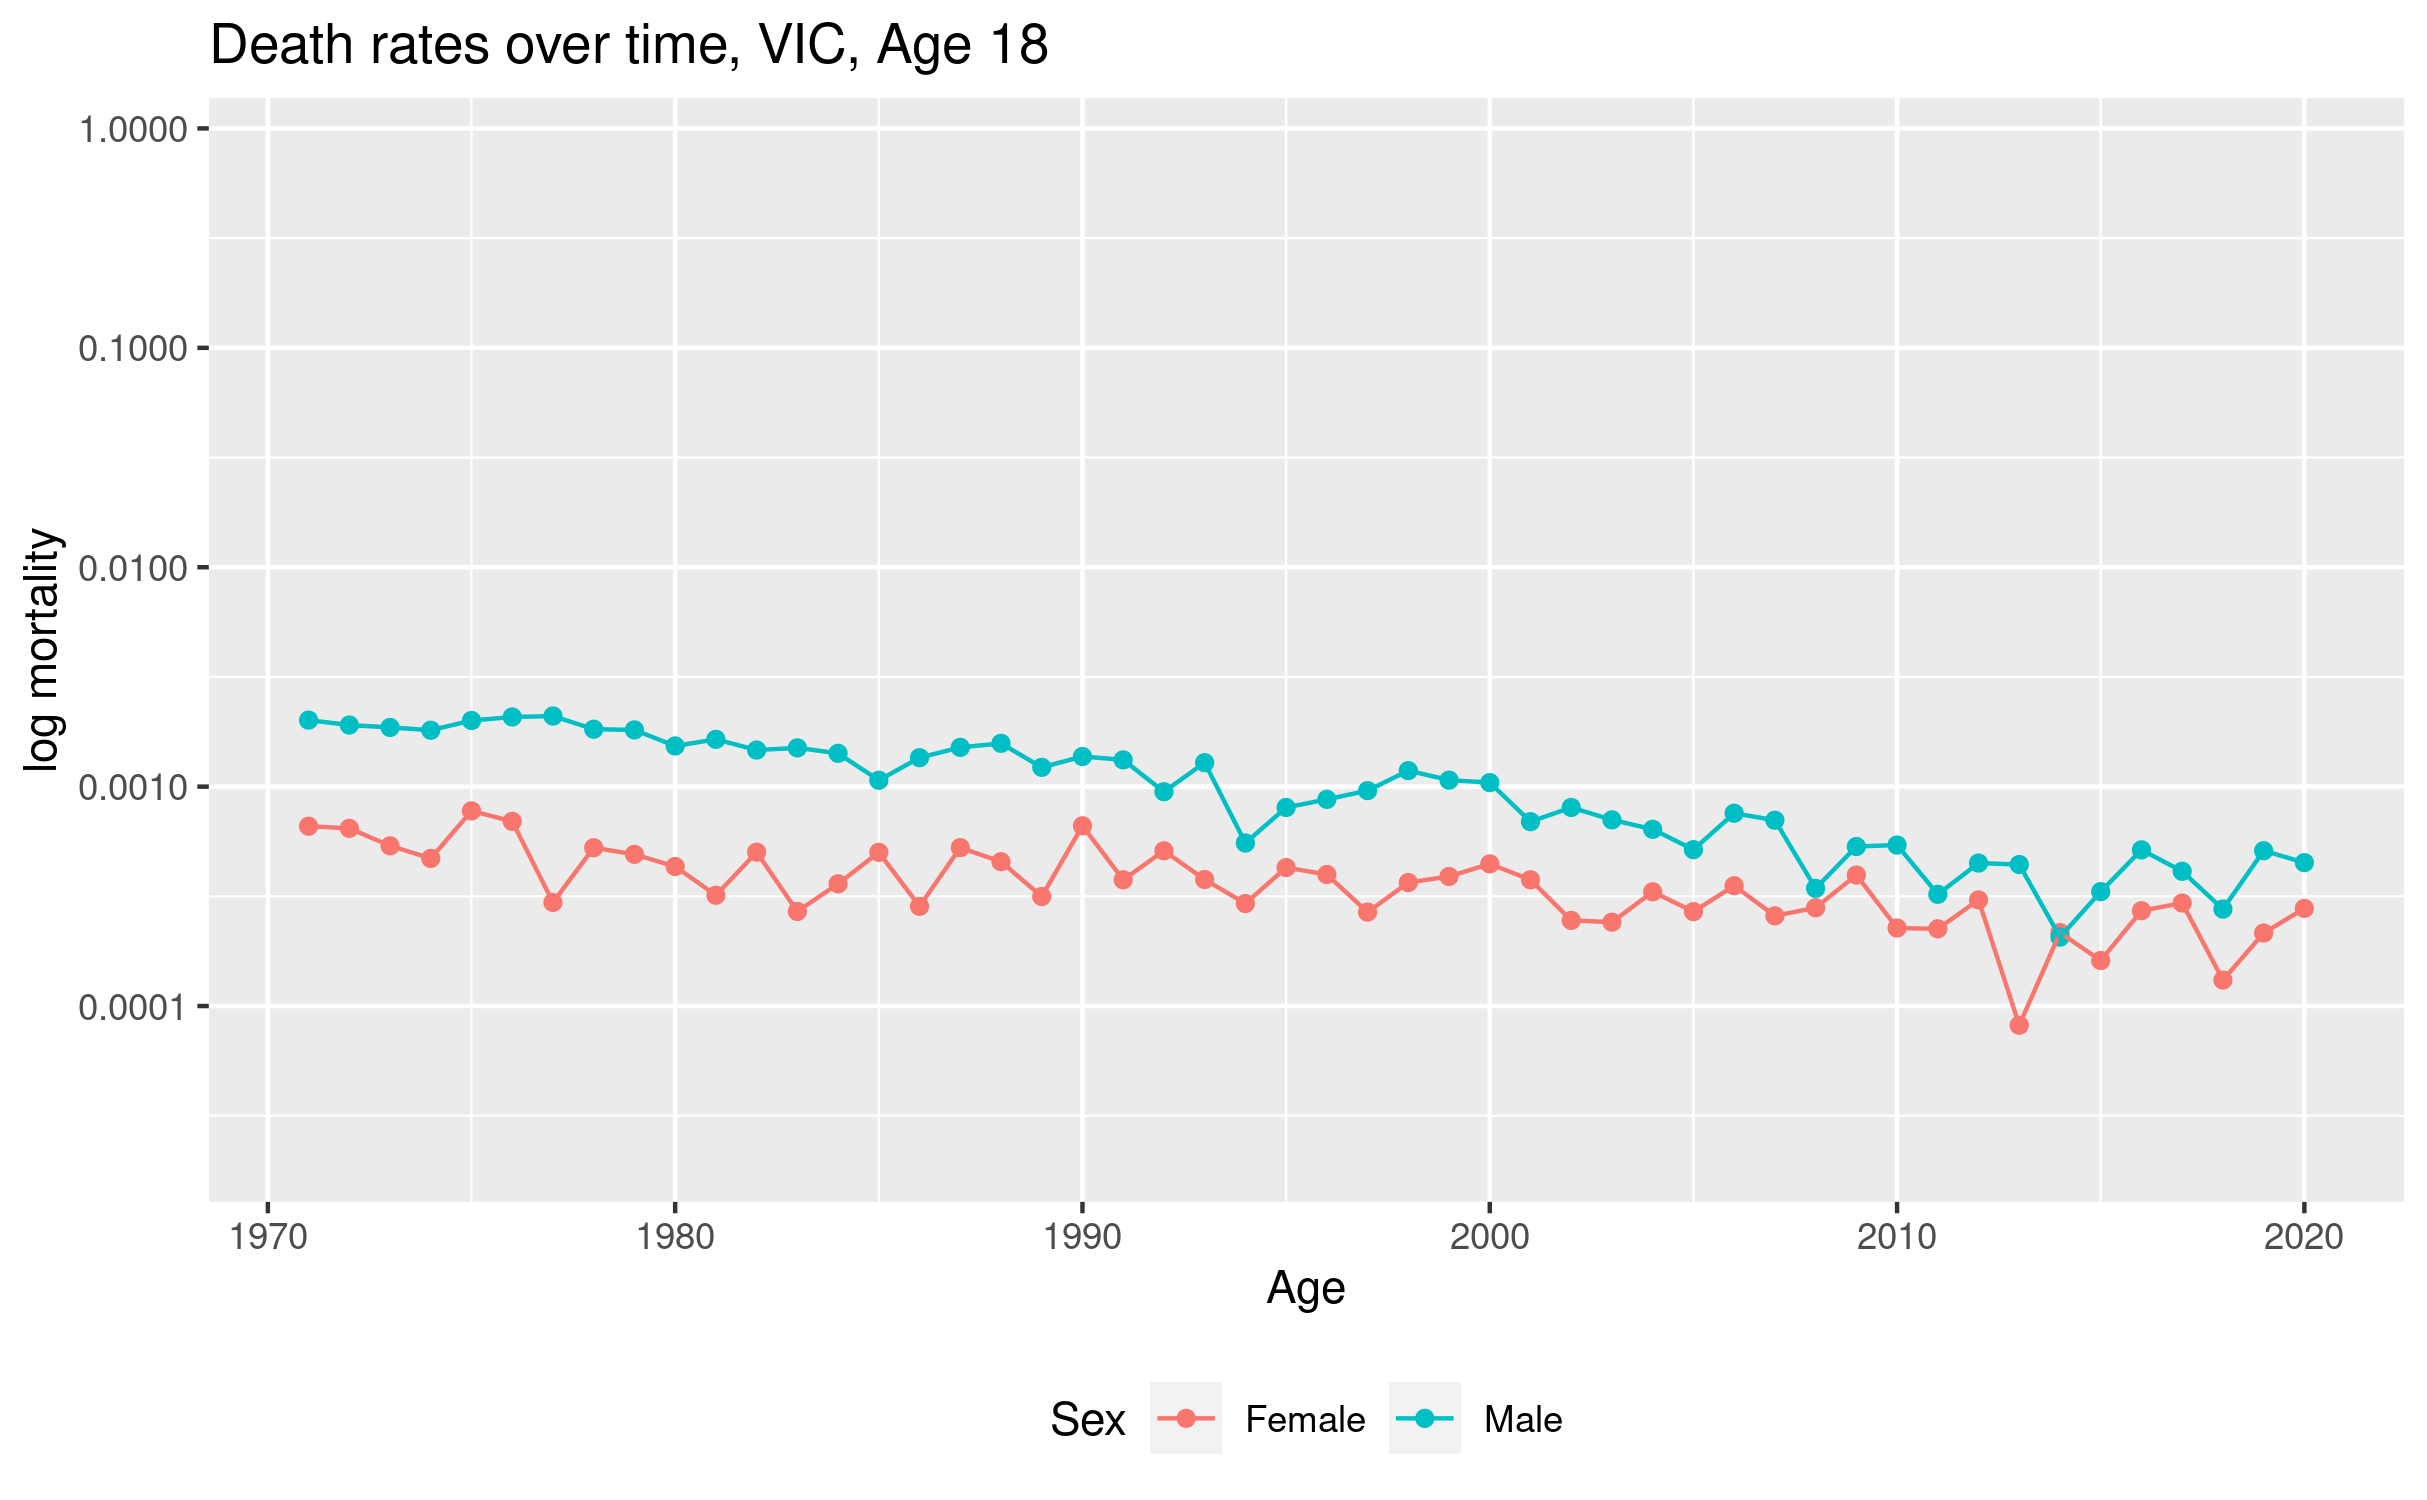 Death rates over time, VIC, Age 18
log mortality
1.0000
0.1000
0.0100
0.0010
0.0001
1970 1980 1990 2000 2010 2020
Age
Sex Female Male